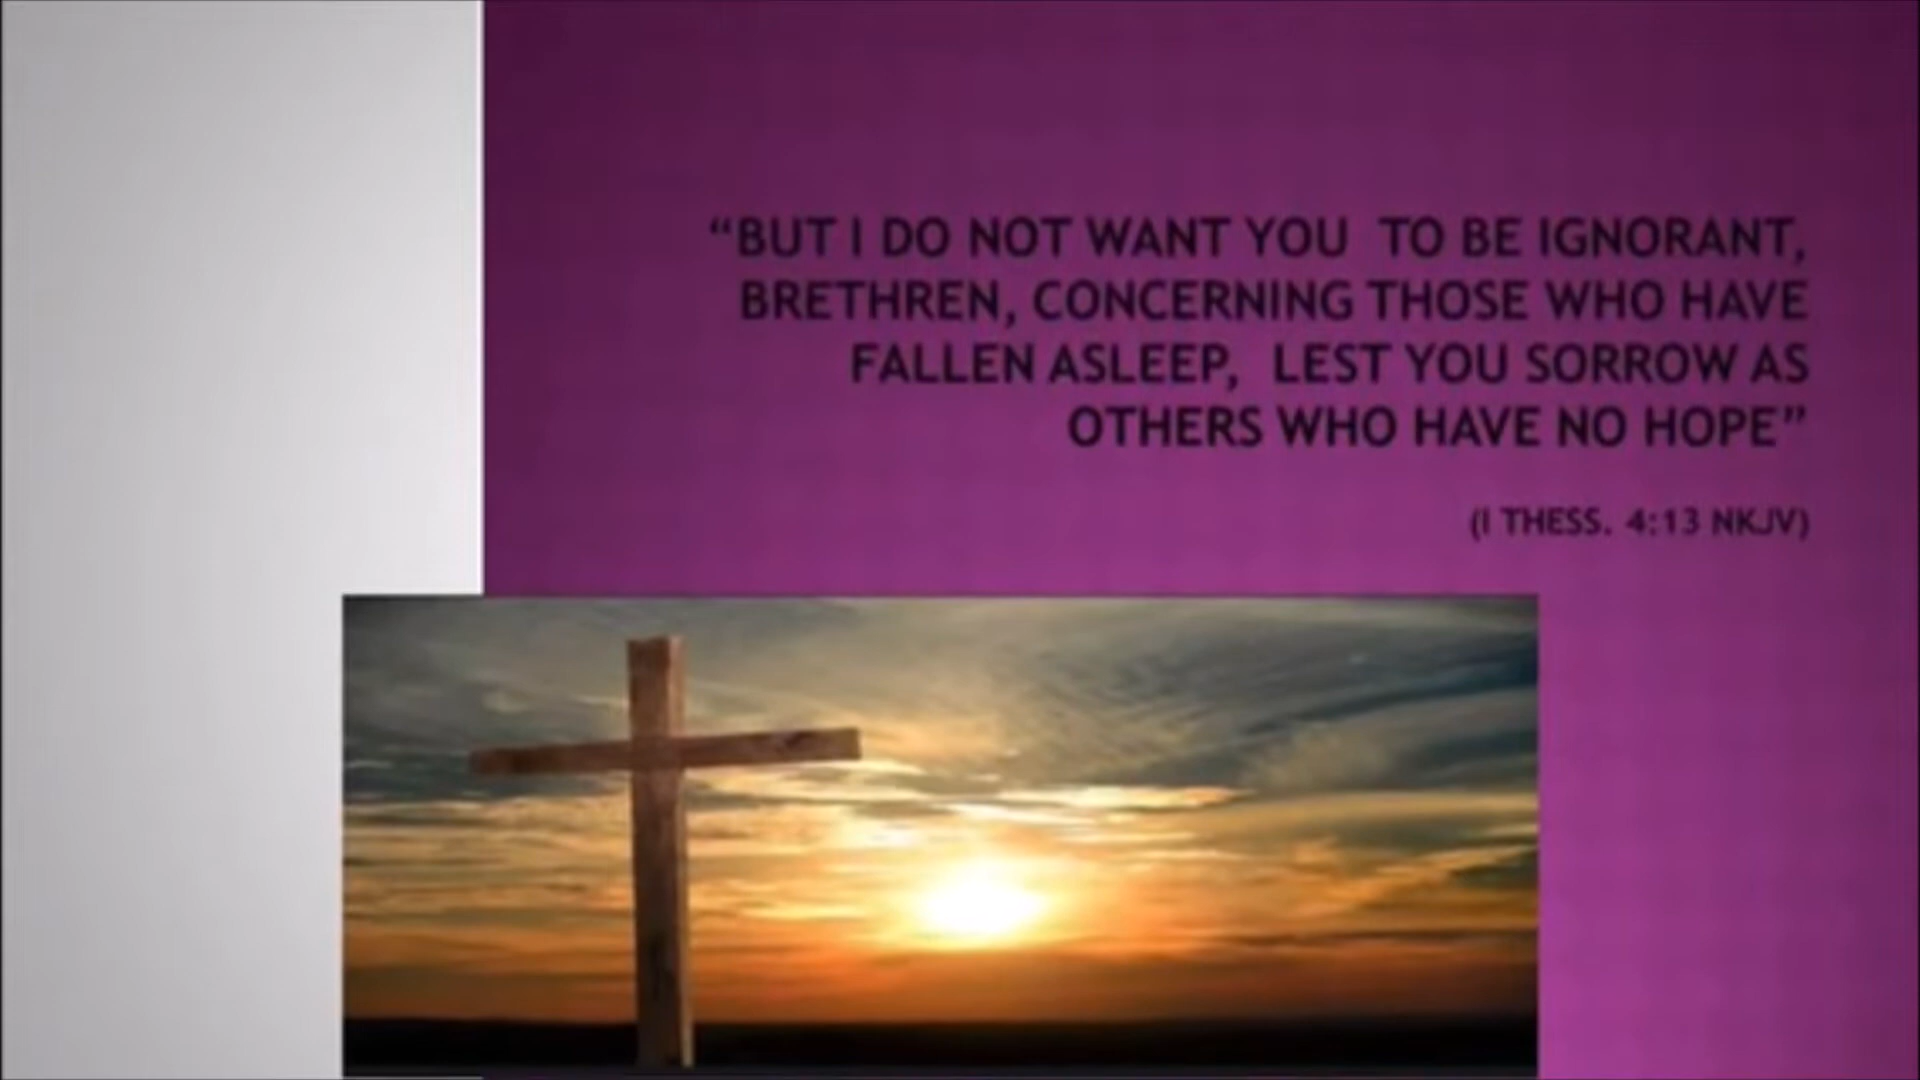 “BUT I DO NOT WANT YOU TO BE IGNORANT,
BRETHREN, CONCERNING THOSE WHO HAVE
FALLEN ASLEEP, LEST YOU SORROW AS
OTHERS WHO HAVE NO HOPE”
(I THESS. 4:13 NKJV)